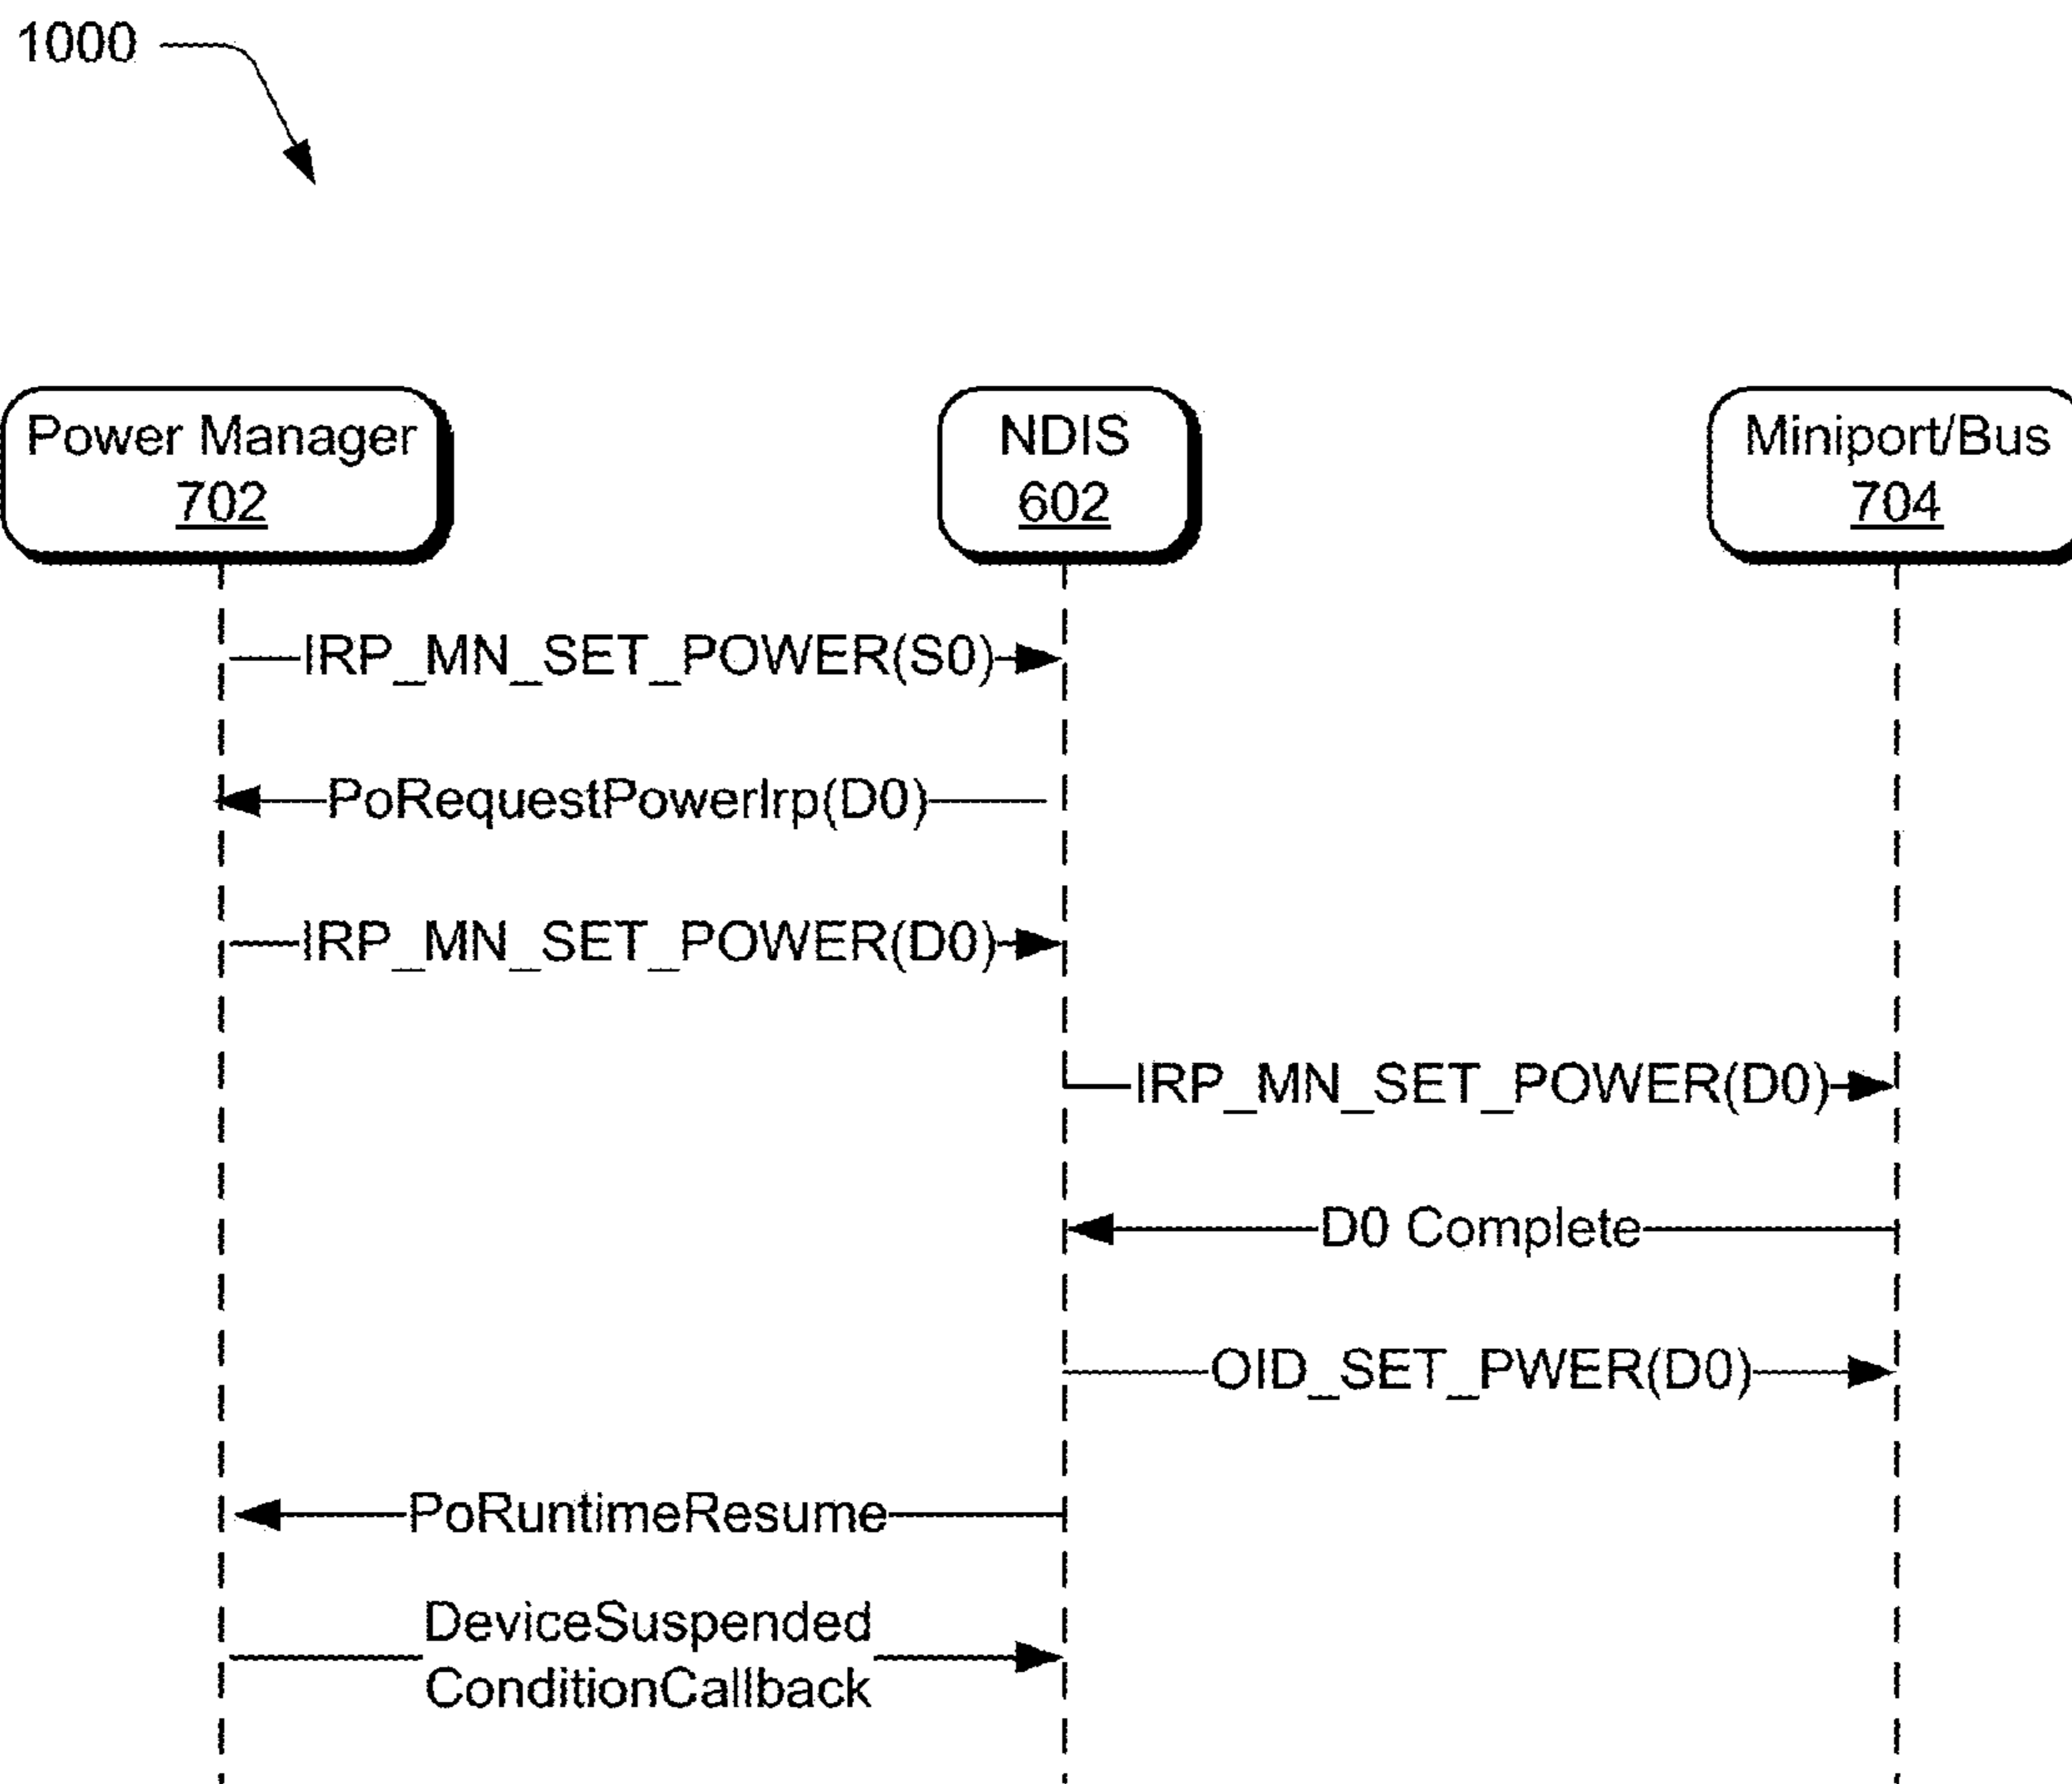 1000
Power Manager
702
NDIS
602
Miniport/Bus
704
IRP_MN_SET_POWER(S0)
PoRequestPowerIrp(D0)
IRP_MN_SET_POWER(D0)
IRP_MN_SET_POWER(D0)
D0 Complete
OID_SET_PWER(D0)
PoRuntimeResume
DeviceSuspended
ConditionCallback